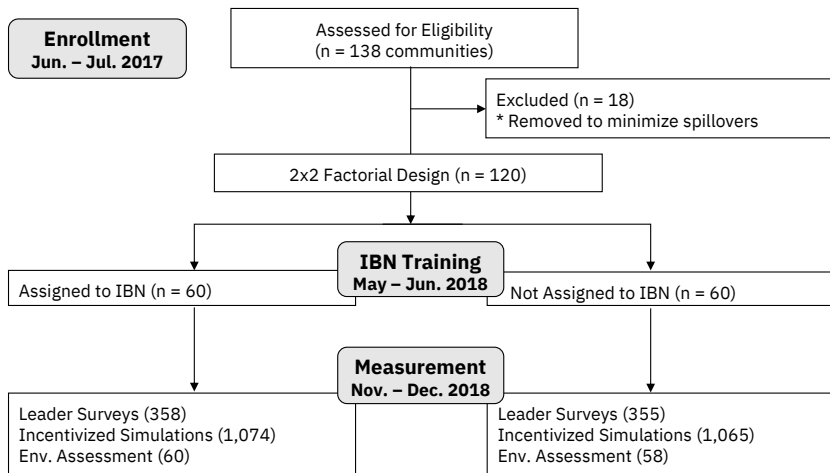 Enrollment
Jun. – Jul. 2017
Assessed for Eligibility
(n = 138 communities)
Excluded (n = 18)
* Removed to minimize spillovers
2x2 Factorial Design (n = 120)
IBN Training
May – Jun. 2018
Assigned to IBN (n = 60)
Not Assigned to IBN (n = 60)
Measurement
Nov. – Dec. 2018
Leader Surveys (358)
Incentivized Simulations (1,074)
Env. Assessment (60)
Leader Surveys (355)
Incentivized Simulations (1,065)
Env. Assessment (58)